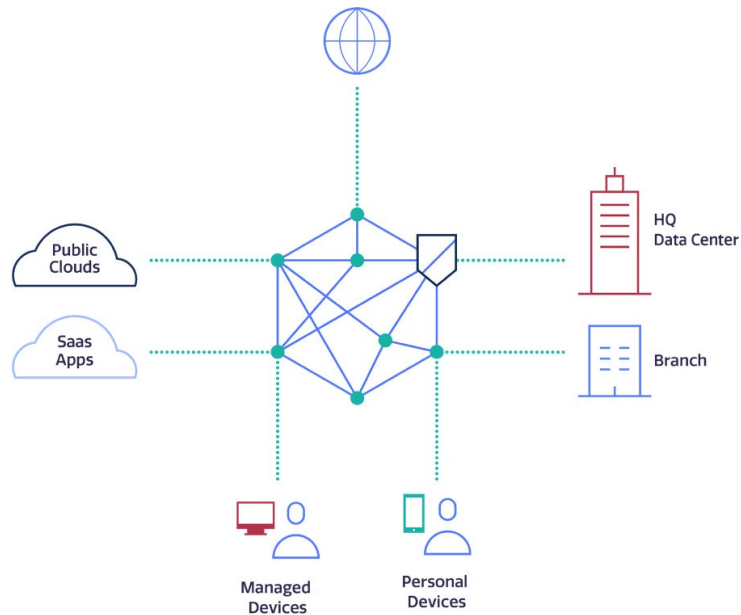 Public
Clouds
HQ
Data Center
Saas
Apps
Branch
Managed
Devices
Personal
Devices